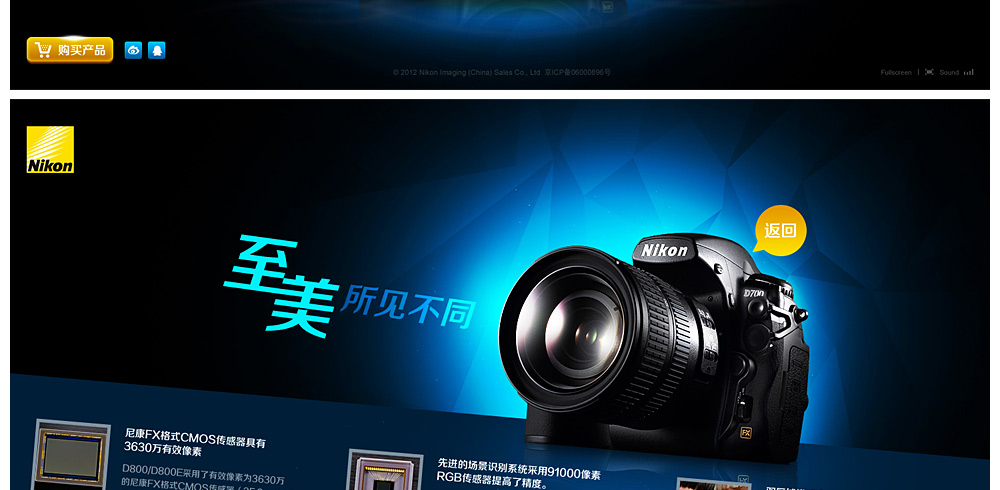 购买产品
© 2012 Nikon Imaging (China) Sales Co., Ltd 京ICP备06000896号
Fullscreen
Sound
Nikon
返回
Nikon
D700
至美 所见不同
FX
尼康FX格式CMOS传感器具有
3630万有效像素
D800/D800E采用了有效像素为3630万
的尼康FX格式CMOS传感器
先进的场景识别系统采用91000像素
RGB传感器提高了精度。